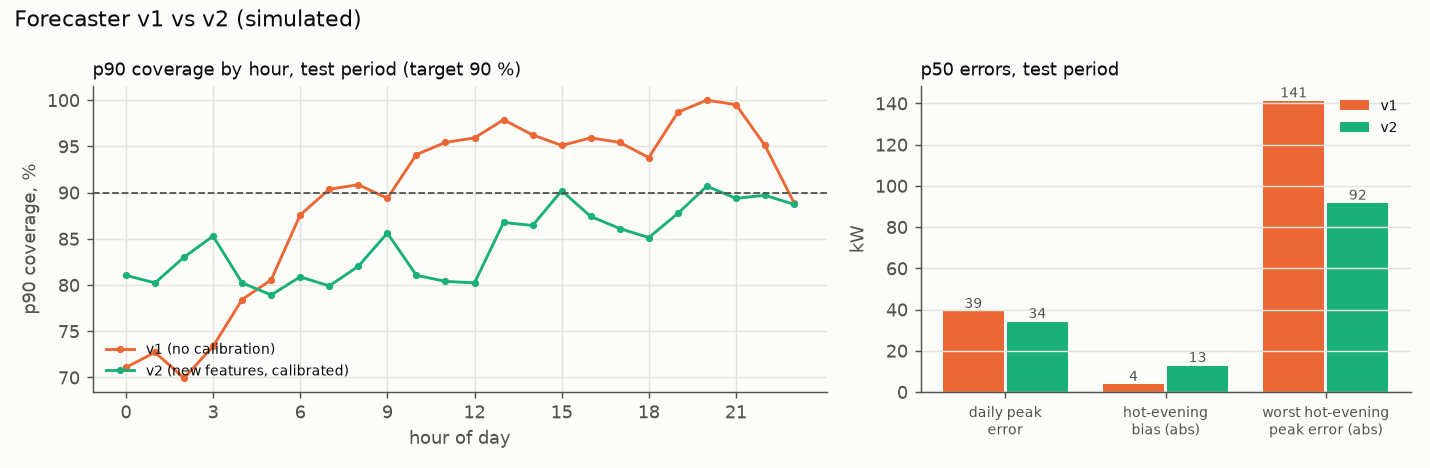 Forecaster v1 vs v2 (simulated)
p90 coverage by hour, test period (target 90 %)
100
95
90
85
80
75
70
p90 coverage, %
v1 (no calibration)
v2 (new features, calibrated)
0 3 6 9 12 15 18 21
hour of day
p50 errors, test period
140
120
100
80
60
40
20
0
kW
39 34 4 13 141 92
v1
v2
daily peak
error
hot-evening
bias (abs)
worst hot-evening
peak error (abs)